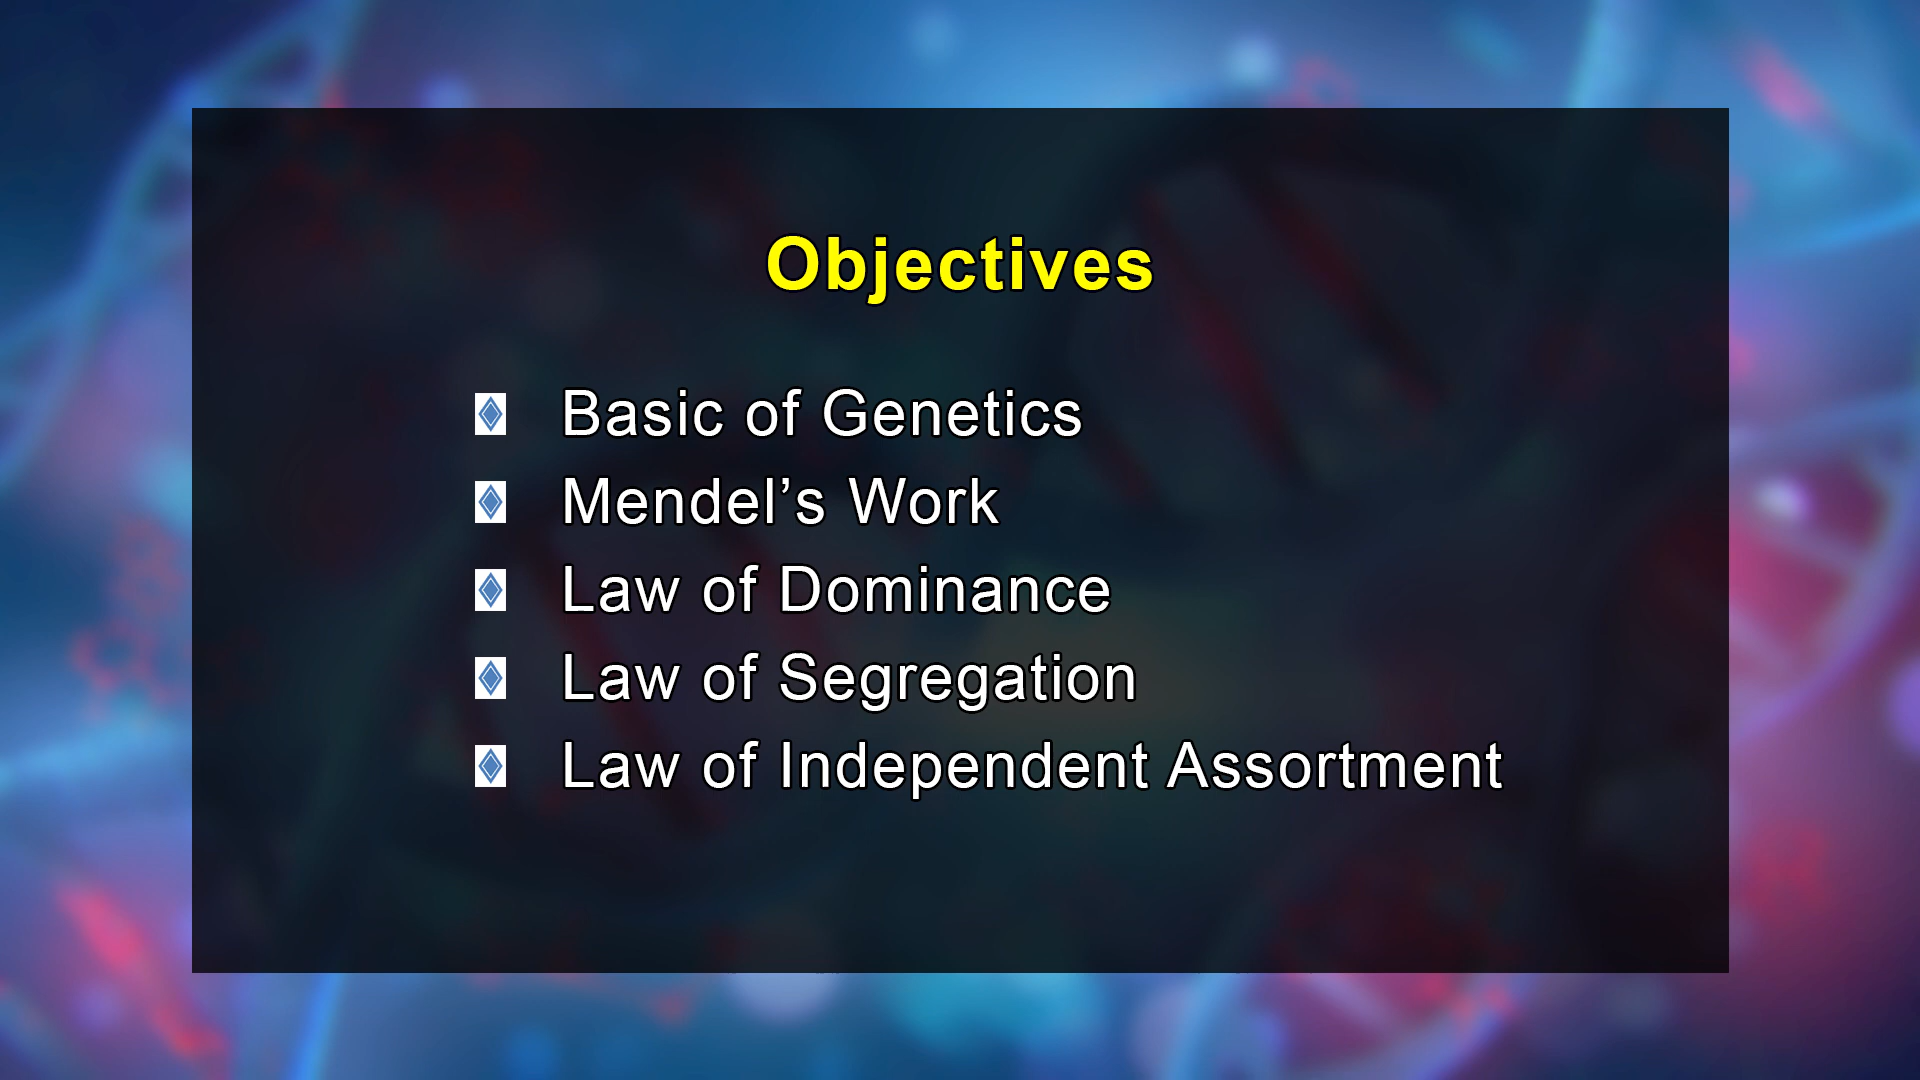 Objectives
Basic of Genetics
Mendel’s Work
Law of Dominance
Law of Segregation
Law of Independent Assortment